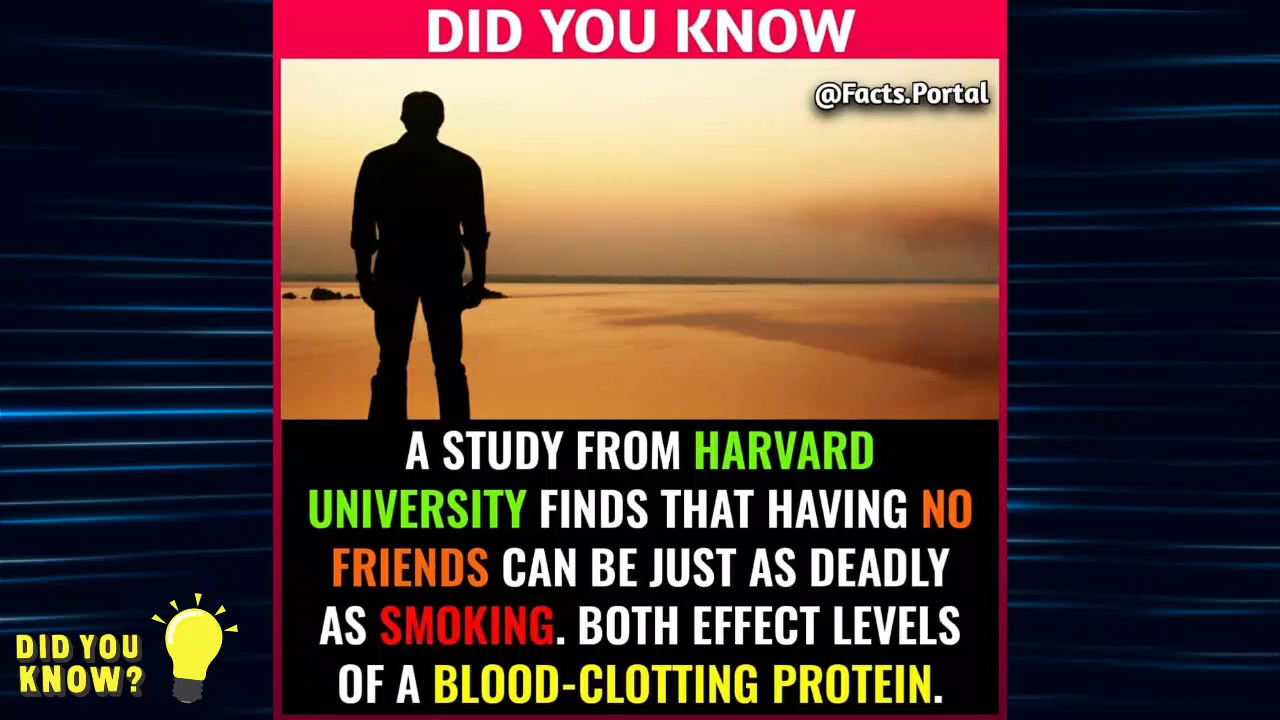 DID YOU KNOW
@Facts.Portal
A STUDY FROM HARVARD
UNIVERSITY FINDS THAT HAVING NO
FRIENDS CAN BE JUST AS DEADLY
AS SMOKING. BOTH EFFECT LEVELS
OF A BLOOD-CLOTTING PROTEIN.
DID YOU
KNOW?